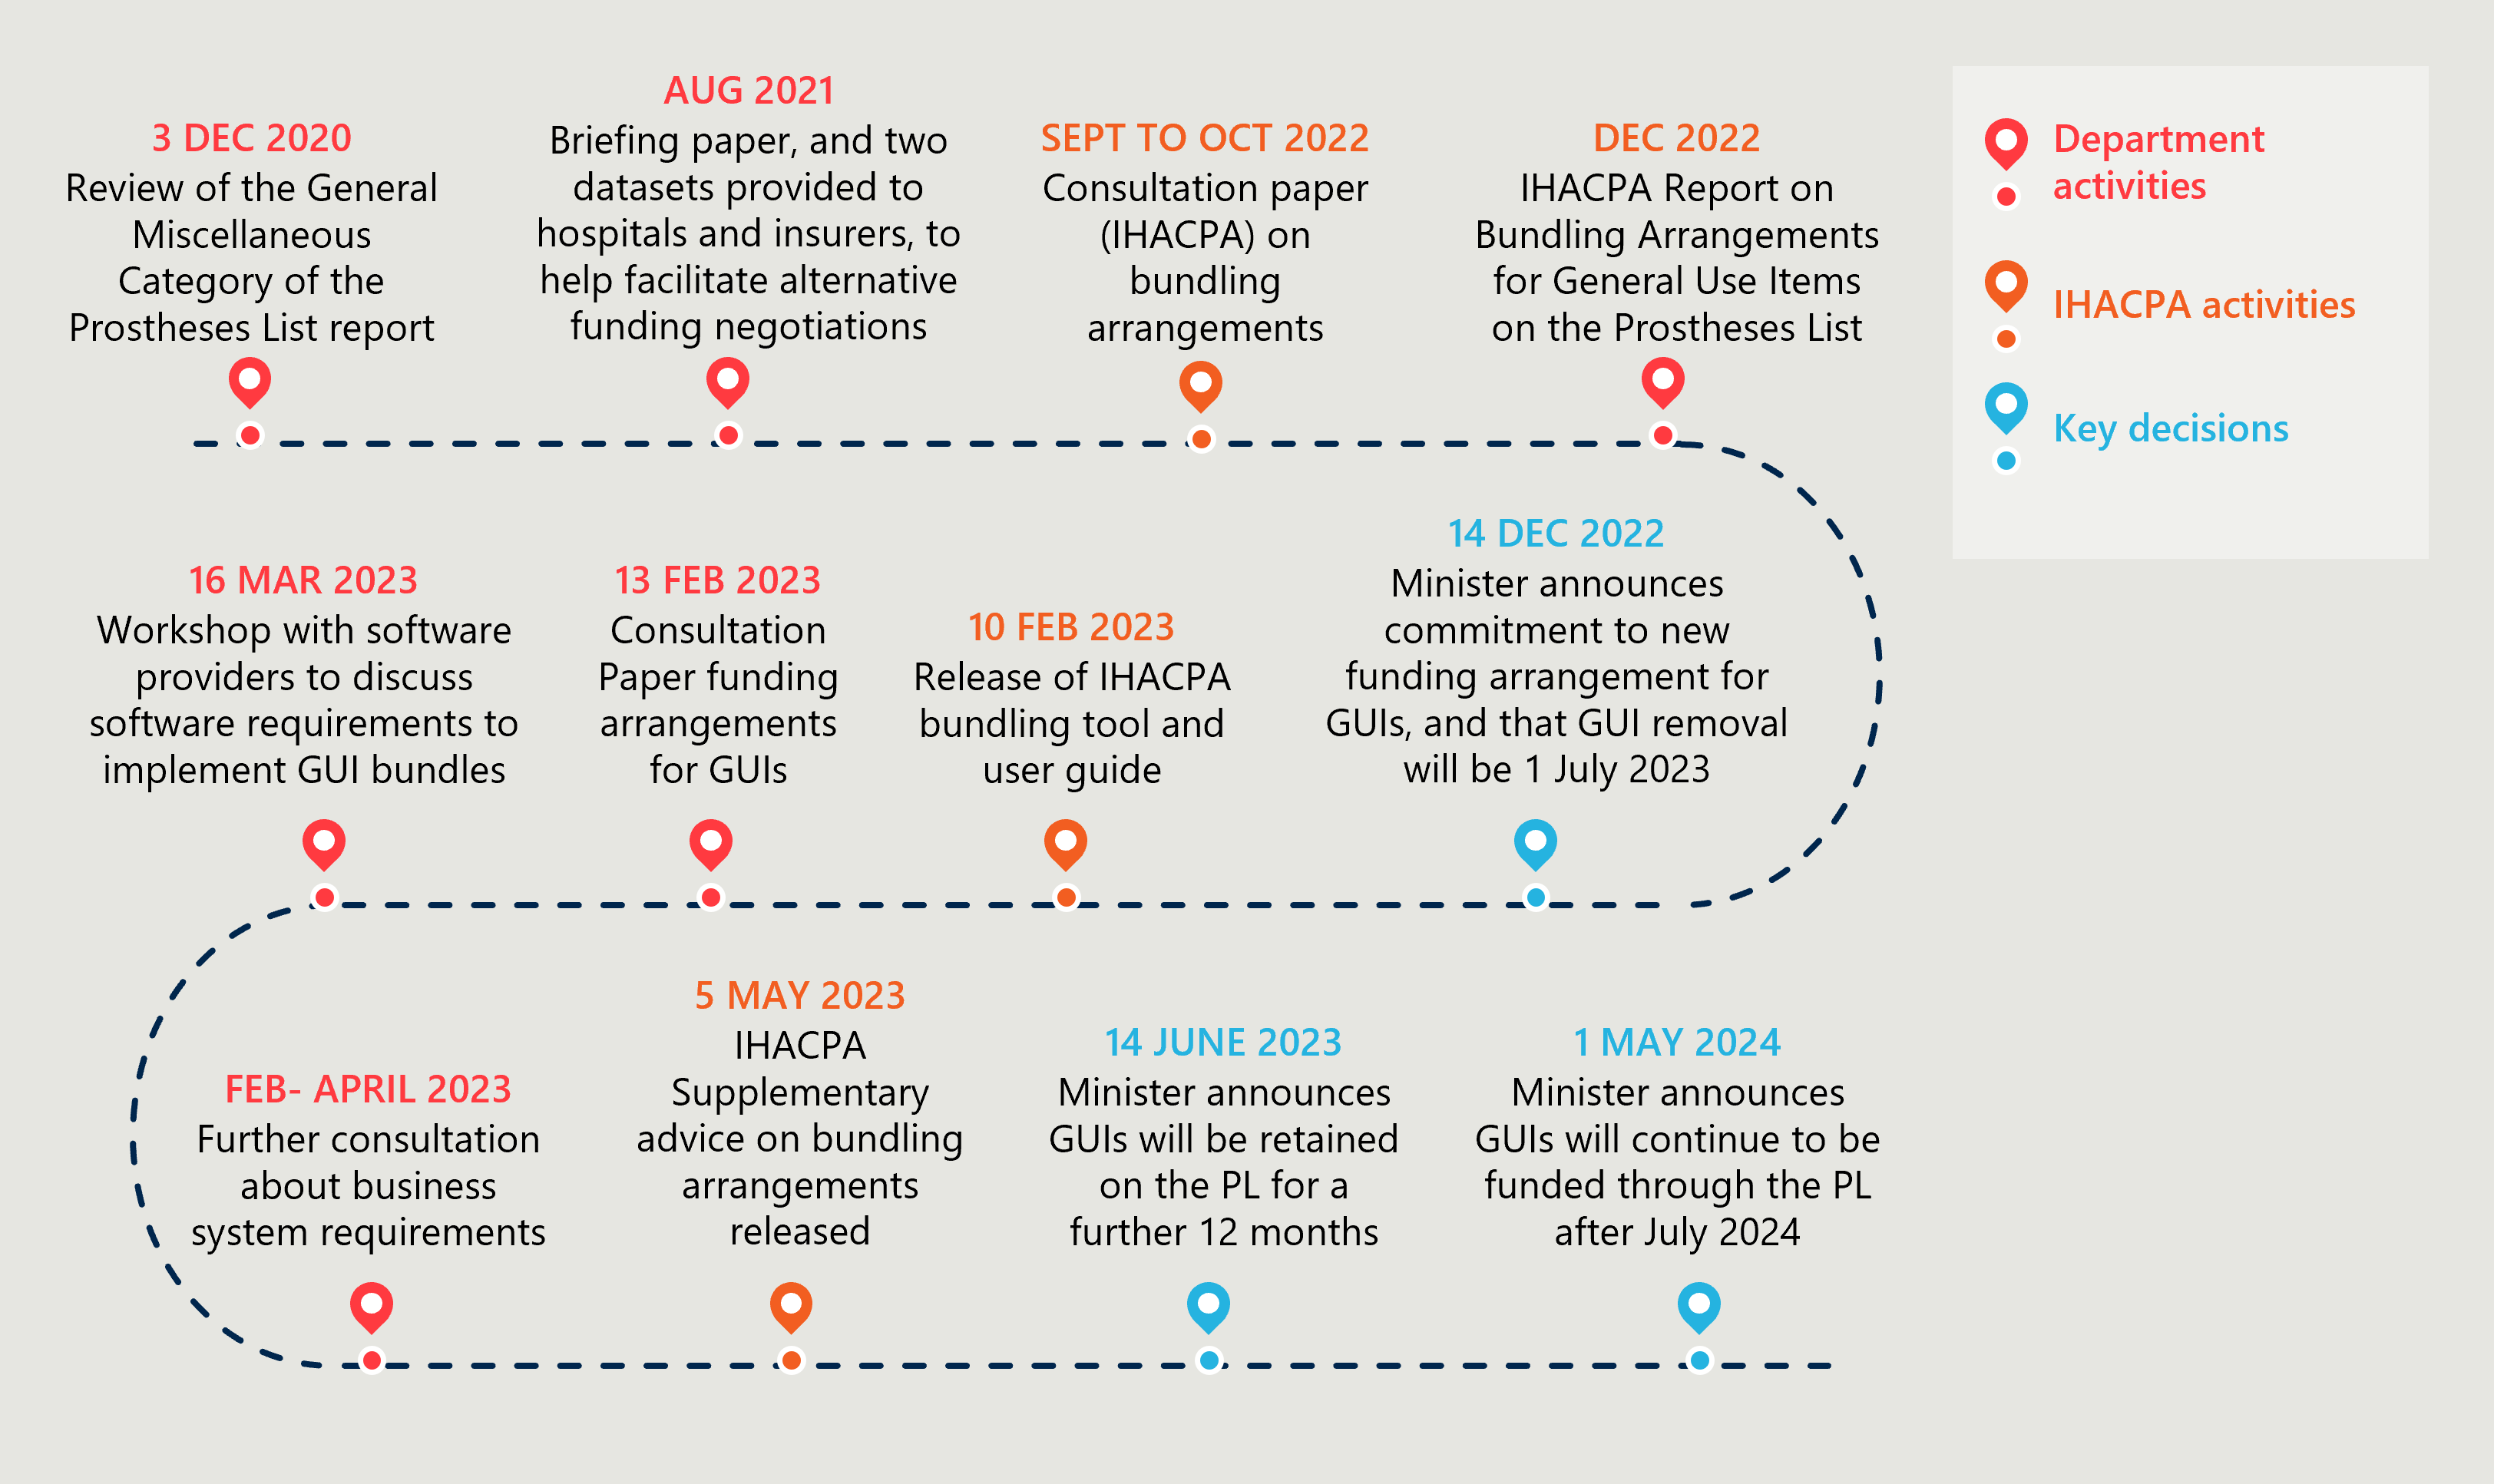 3 DEC 2020
Review of the General
Miscellaneous
Category of the
Prostheses List report
AUG 2021
Briefing paper, and two
datasets provided to
hospitals and insurers, to
help facilitate alternative
funding negotiations
SEPT TO OCT 2022
Consultation paper
(IHACPA) on
bundling
arrangements
DEC 2022
IHACPA Report on
Bundling Arrangements
for General Use Items
on the Prostheses List
Department
activities
IHACPA activities
Key decisions
14 DEC 2022
Minister announces
commitment to new
funding arrangement for
GUIs, and that GUI removal
will be 1 July 2023
10 FEB 2023
Release of IHACPA
bundling tool and
user guide
13 FEB 2023
Consultation
Paper funding
arrangements
for GUIs
16 MAR 2023
Workshop with software
providers to discuss
software requirements to
implement GUI bundles
FEB- APRIL 2023
Further consultation
about business
system requirements
5 MAY 2023
IHACPA
Supplementary
advice on bundling
arrangements
released
14 JUNE 2023
Minister announces
GUIs will be retained
on the PL for a
further 12 months
1 MAY 2024
Minister announces
GUIs will continue to be
funded through the PL
after July 2024